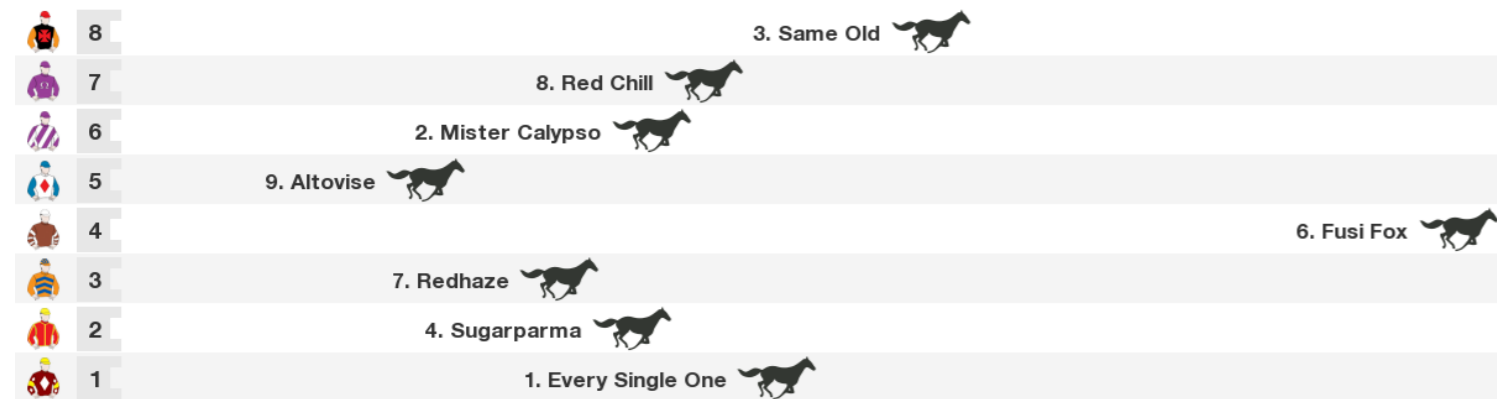 8 3. Same Old
7 8. Red Chill
6 2. Mister Calypso
5 9. Altovise
4 6. Fusi Fox
3 7. Redhaze
2 4. Sugarparma
1 1. Every Single One